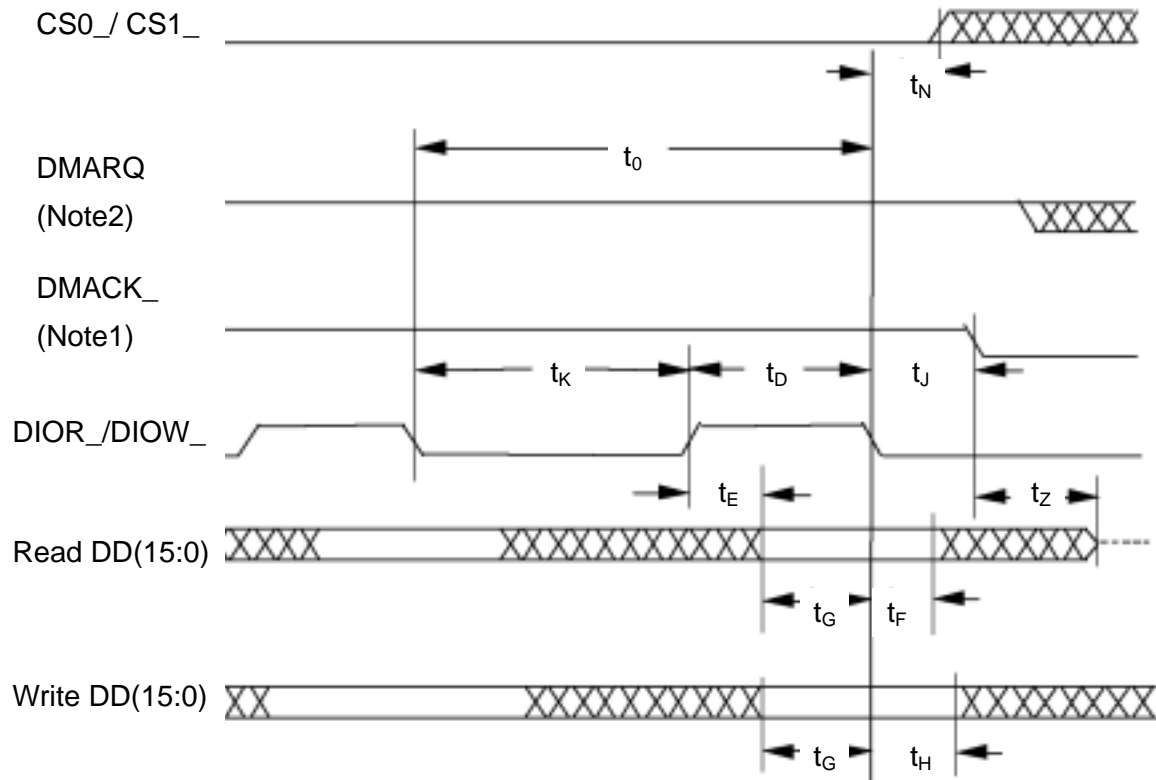 CS0_/ CS1_
tN
t0
DMARQ
(Note2)
DMACK_
(Note1)
tK tD tJ
DIOR_/DIOW_
tE tZ
Read DD(15:0)
tG tF
Write DD(15:0)
tG tH